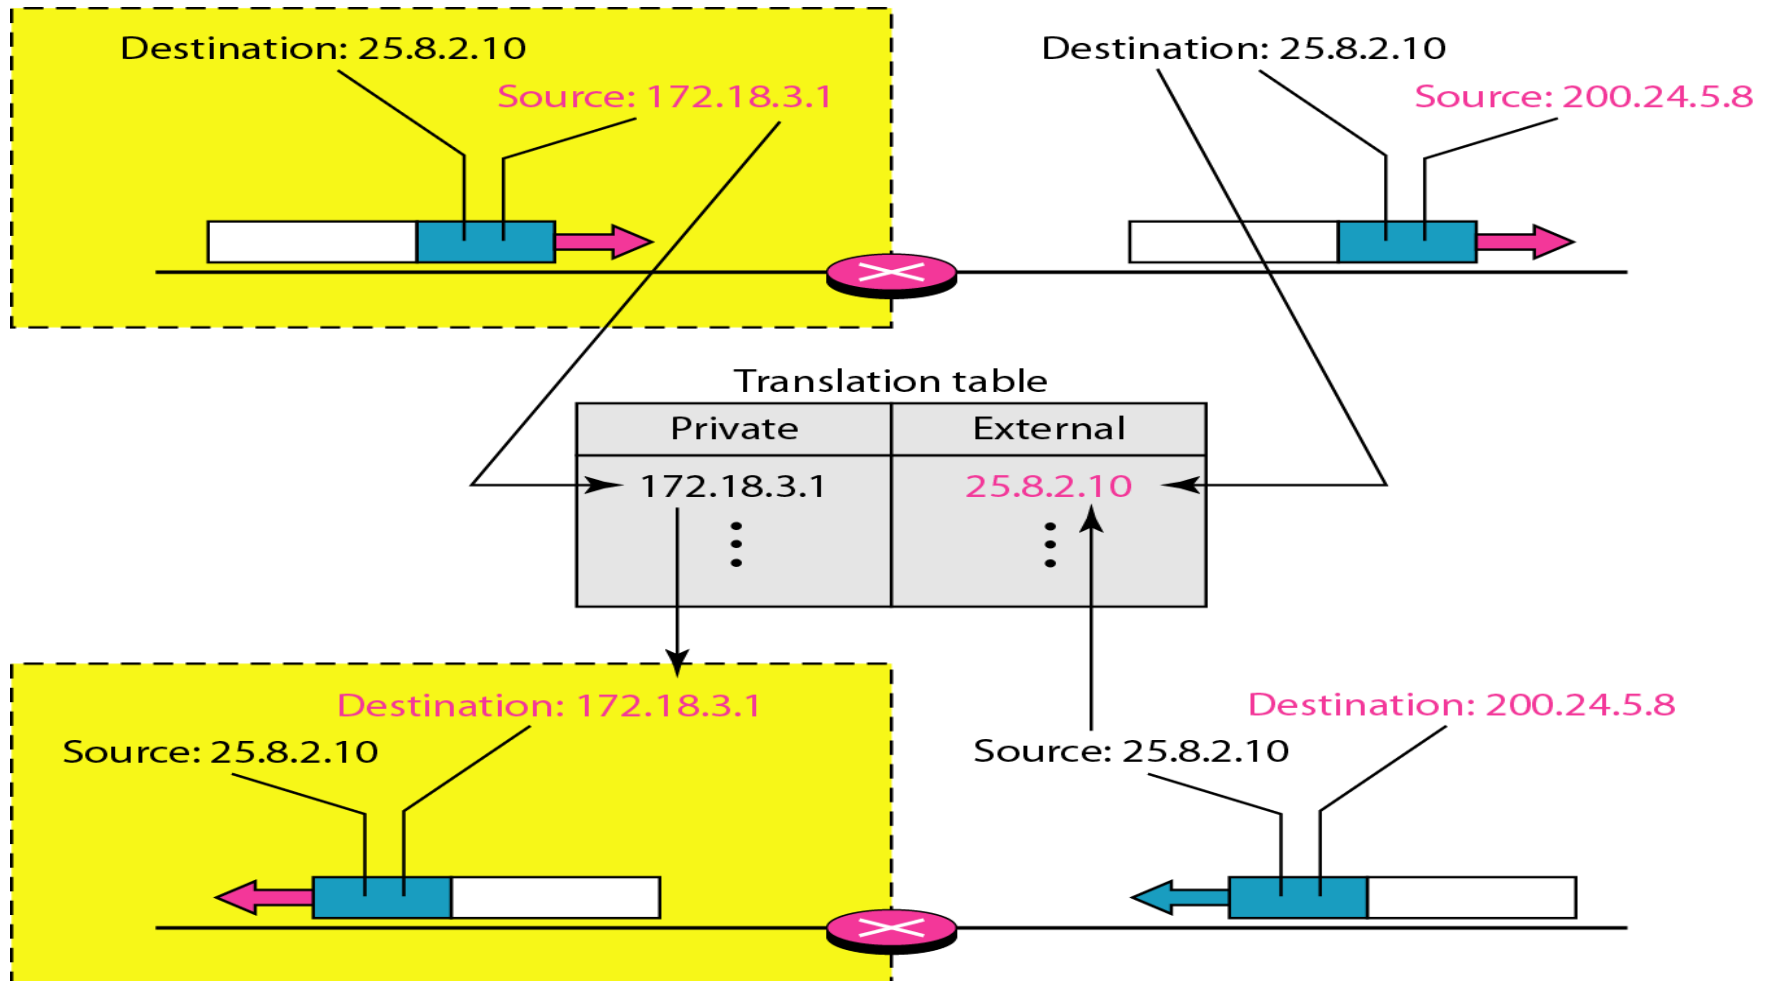 Destination: 25.8.2.10
Source: 172.18.3.1
Destination: 25.8.2.10
Source: 200.24.5.8
Translation table
Private External
172.18.3.1 25.8.2.10
Destination: 172.18.3.1
Source: 25.8.2.10
Destination: 200.24.5.8
Source: 25.8.2.10